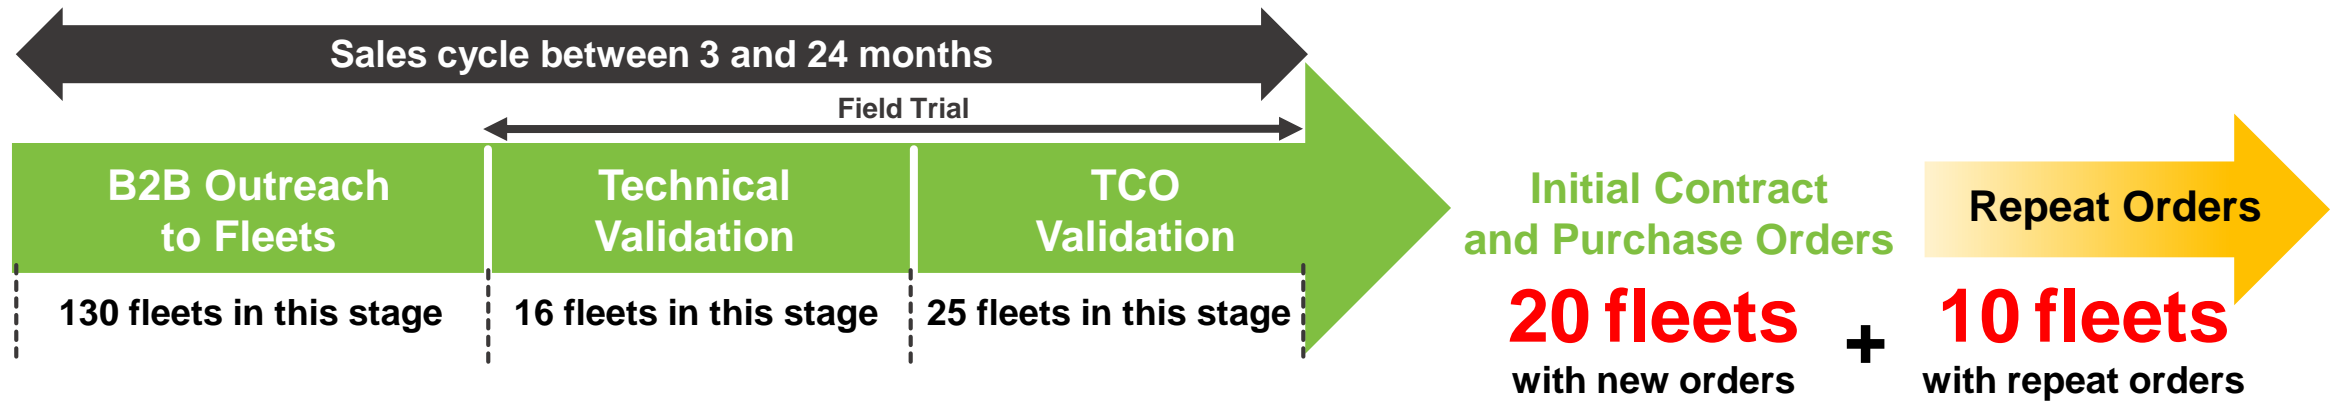 Sales cycle between 3 and 24 months
Field Trial
B2B Outreach
to Fleets
Technical
Validation
TCO
Validation
Initial Contract
and Purchase Orders
Repeat Orders
130 fleets in this stage
16 fleets in this stage
25 fleets in this stage
20 fleets
with new orders
+
10 fleets
with repeat orders